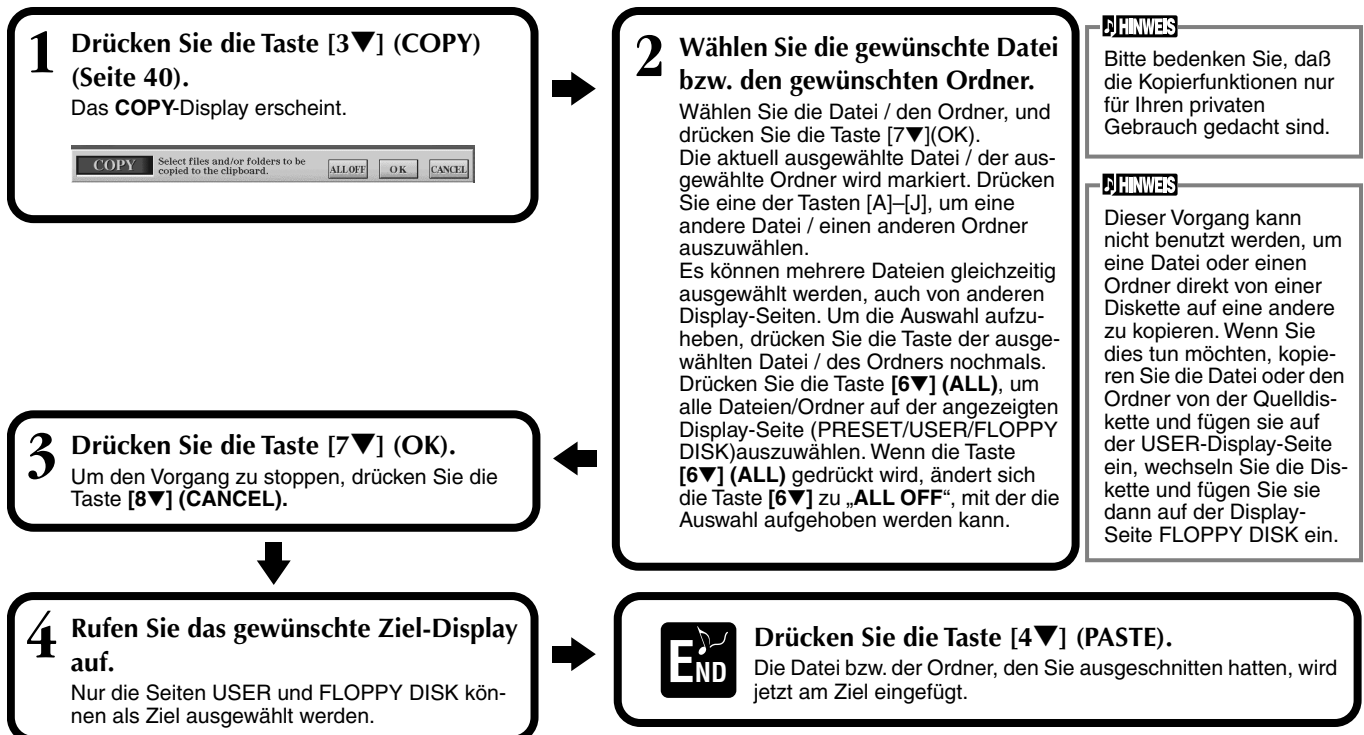 1 Drücken Sie die Taste [3▼] (COPY)
(Seite 40).
Das COPY-Display erscheint.
COPY Select files and/or folders to be
copied to the clipboard. ALL OFF OK CANCEL
2 Wählen Sie die gewünschte Datei
bzw. den gewünschten Ordner.
Wählen Sie die Datei / den Ordner, und
drücken Sie die Taste [7▼](OK).
Die aktuell ausgewählte Datei / der aus-
gewählte Ordner wird markiert. Drücken
Sie eine der Tasten [A]–[J], um eine
andere Datei / einen anderen Ordner
auszuwählen.
Es können mehrere Dateien gleichzeitig
ausgewählt werden, auch von anderen
Display-Seiten. Um die Auswahl aufzu-
heben, drücken Sie die Taste der ausge-
wählten Datei / des Ordners nochmals.
Drücken Sie die Taste [6▼] (ALL), um
alle Dateien/Ordner auf der angezeigten
Display-Seite (PRESET/USER/FLOPPY
DISK)auszuwählen. Wenn die Taste
[6▼] (ALL) gedrückt wird, ändert sich
die Taste [6▼] zu „ALL OFF“, mit der die
Auswahl aufgehoben werden kann.
HINWEIS
Bitte bedenken Sie, daß
die Kopierfunktionen nur
für Ihren privaten
Gebrauch gedacht sind.
HINWEIS
Dieser Vorgang kann
nicht benutzt werden, um
eine Datei oder einen
Ordner direkt von einer
Diskette auf eine andere
zu kopieren. Wenn Sie
dies tun möchten, kopie-
ren Sie die Datei oder den
Ordner von der Quelldis-
kette und fügen sie auf
der USER-Display-Seite
ein, wechseln Sie die Dis-
kette und fügen Sie sie
dann auf der Display-
Seite FLOPPY DISK ein.
3 Drücken Sie die Taste [7▼] (OK).
Um den Vorgang zu stoppen, drücken Sie die
Taste [8▼] (CANCEL).
4 Rufen Sie das gewünschte Ziel-Display
auf.
Nur die Seiten USER und FLOPPY DISK kön-
nen als Ziel ausgewählt werden.
END Drücken Sie die Taste [4▼] (PASTE).
Die Datei bzw. der Ordner, den Sie ausgeschnitten hatten, wird
jetzt am Ziel eingefügt.